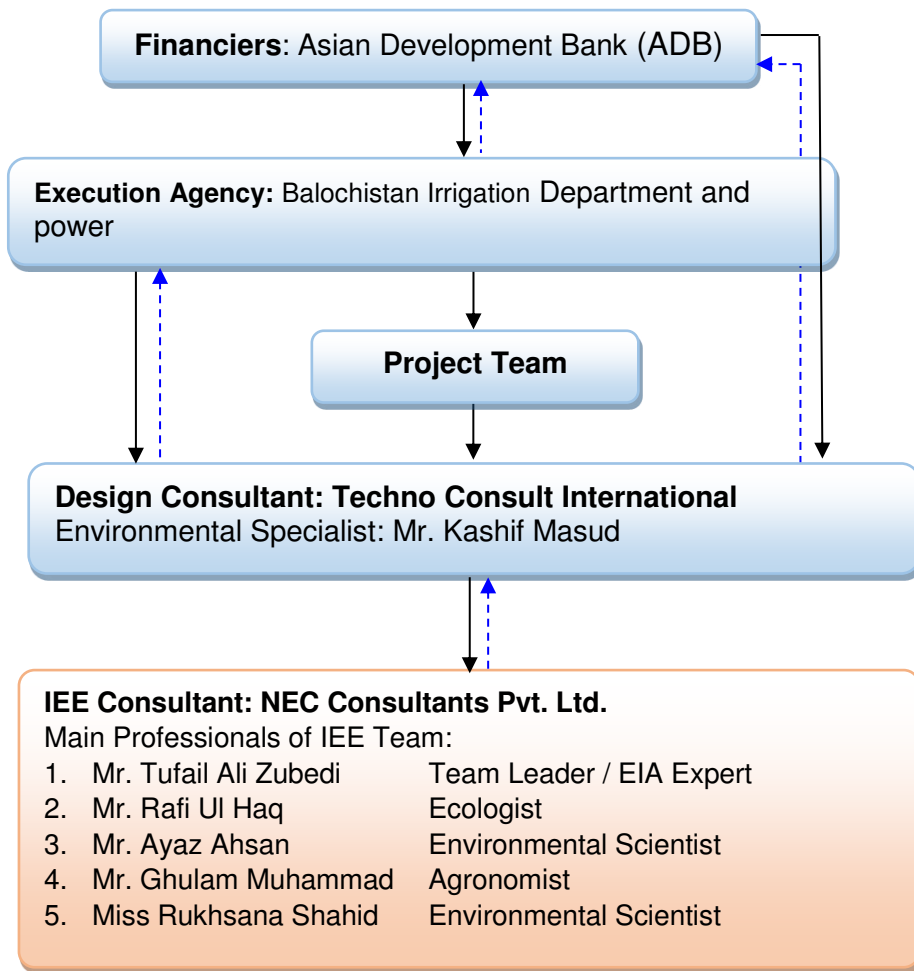 Financiers: Asian Development Bank (ADB)
Execution Agency: Balochistan Irrigation Department and
power
Project Team
Design Consultant: Techno Consult International
Environmental Specialist: Mr. Kashif Masud
IEE Consultant: NEC Consultants Pvt. Ltd.
Main Professionals of IEE Team:
1. Mr. Tufail Ali Zubedi Team Leader / EIA Expert
2. Mr. Rafi Ul Haq Ecologist
3. Mr. Ayaz Ahsan Environmental Scientist
4. Mr. Ghulam Muhammad Agronomist
5. Miss Rukhsana Shahid Environmental Scientist